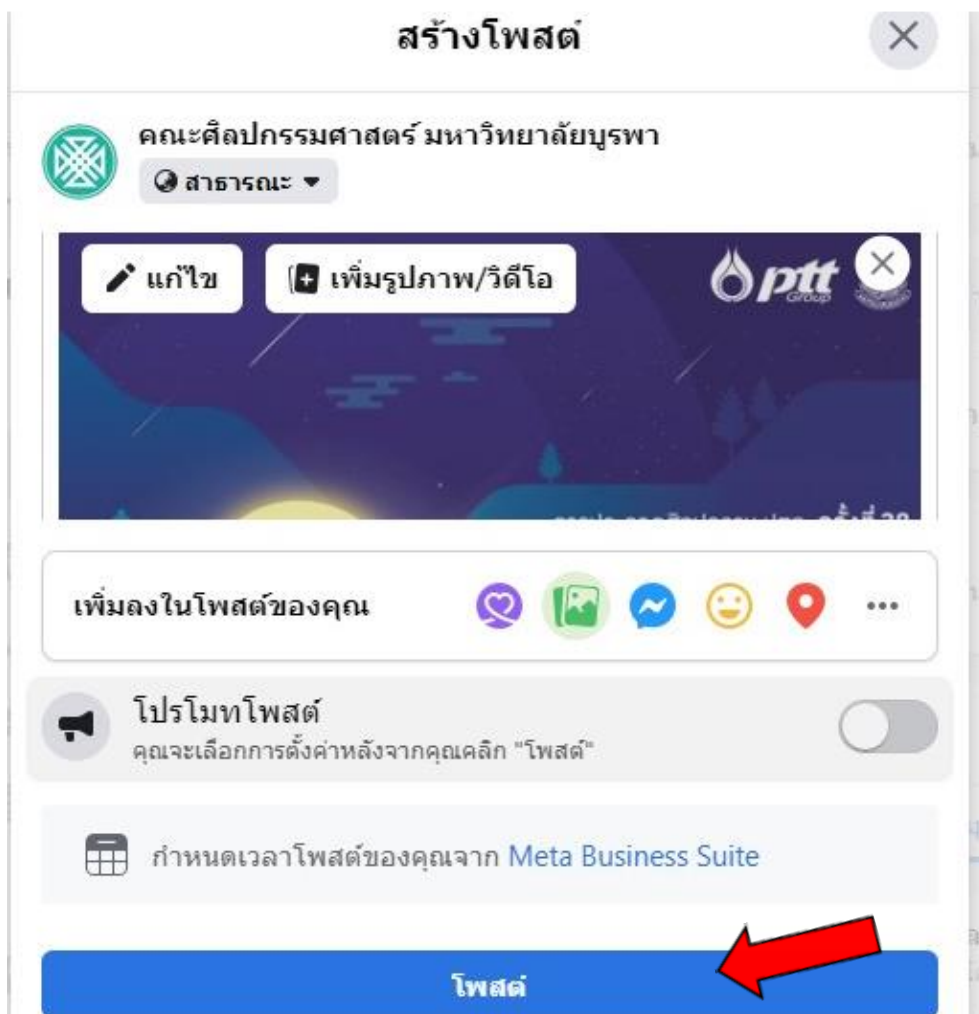 สร้างโพสต์
คณะศิลปกรรมศาสตร์ มหาวิทยาลัยบูรพา
สาธารณะ
แก้ไข
เพิ่มรูปภาพ/วิดีโอ
ptt
Group
ครั้งที่ 38
เพิ่มลงในโพสต์ของคุณ
โปรโมทโพสต์
คุณจะเลือกการตั้งค่าหลังจากคุณคลิก "โพสต์"
กำหนดเวลาโพสต์ของคุณจาก Meta Business Suite
โพสต์